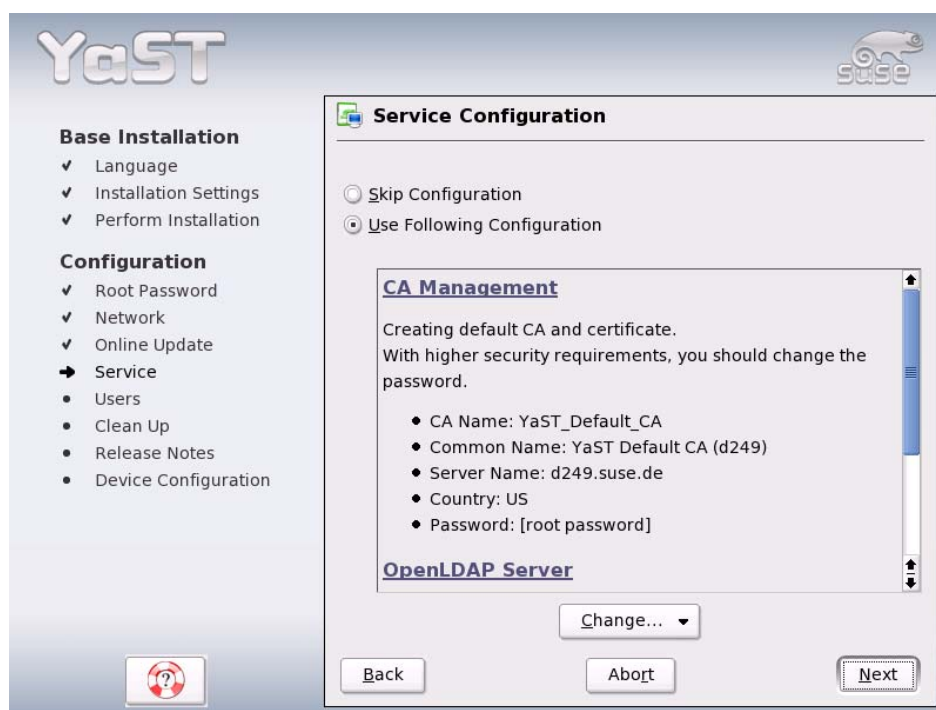 YaST
SUSE
Base Installation
Language
Installation Settings
Perform Installation
Configuration
Root Password
Network
Online Update
Service
Users
Clean Up
Release Notes
Device Configuration
Service Configuration
Skip Configuration
Use Following Configuration
CA Management
Creating default CA and certificate.
With higher security requirements, you should change the
password.
CA Name: YaST_Default_CA
Common Name: YaST Default CA (d249)
Server Name: d249.suse.de
Country: US
Password: [root password]
OpenLDAP Server
Change...
Back
Abort
Next
?